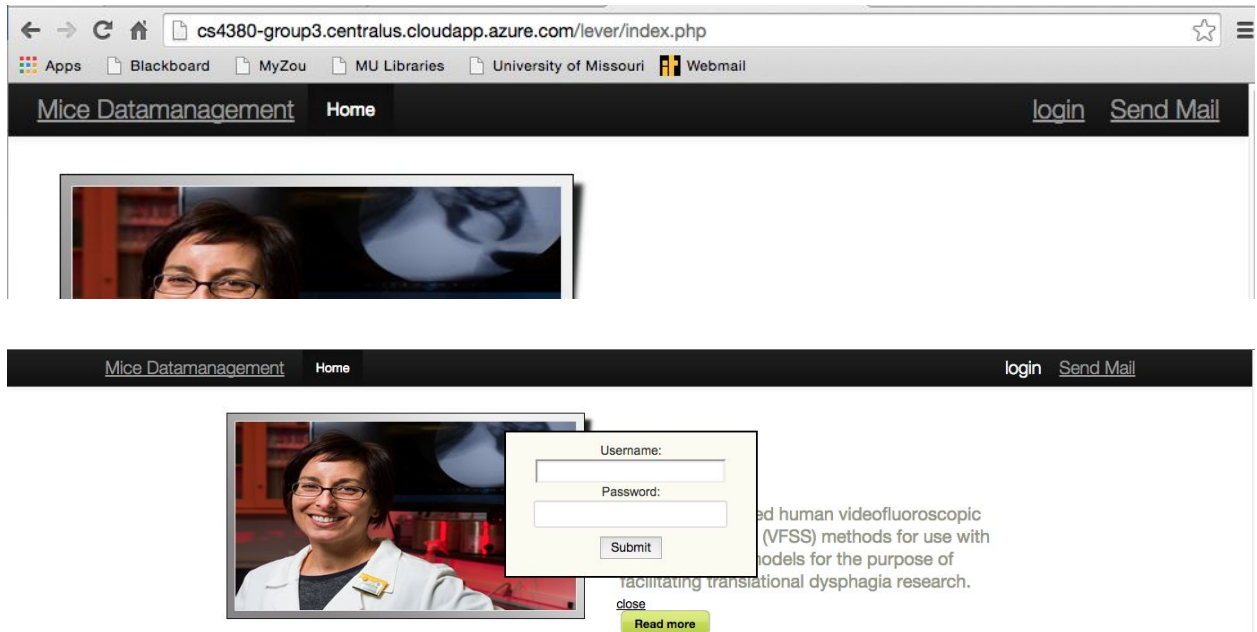 cs4380-group3.centralus.cloudapp.azure.com/lever/index.php
Apps Blackboard MyZou MU Libraries University of Missouri Webmail
Mice Datamanagement Home login Send Mail
Mice Datamanagement Home login Send Mail
Username:
Password:
Submit
ed human videofluoroscopic
(VFSS) methods for use with
odels for the purpose of
facilitating translational dysphagia research.
close
Read more